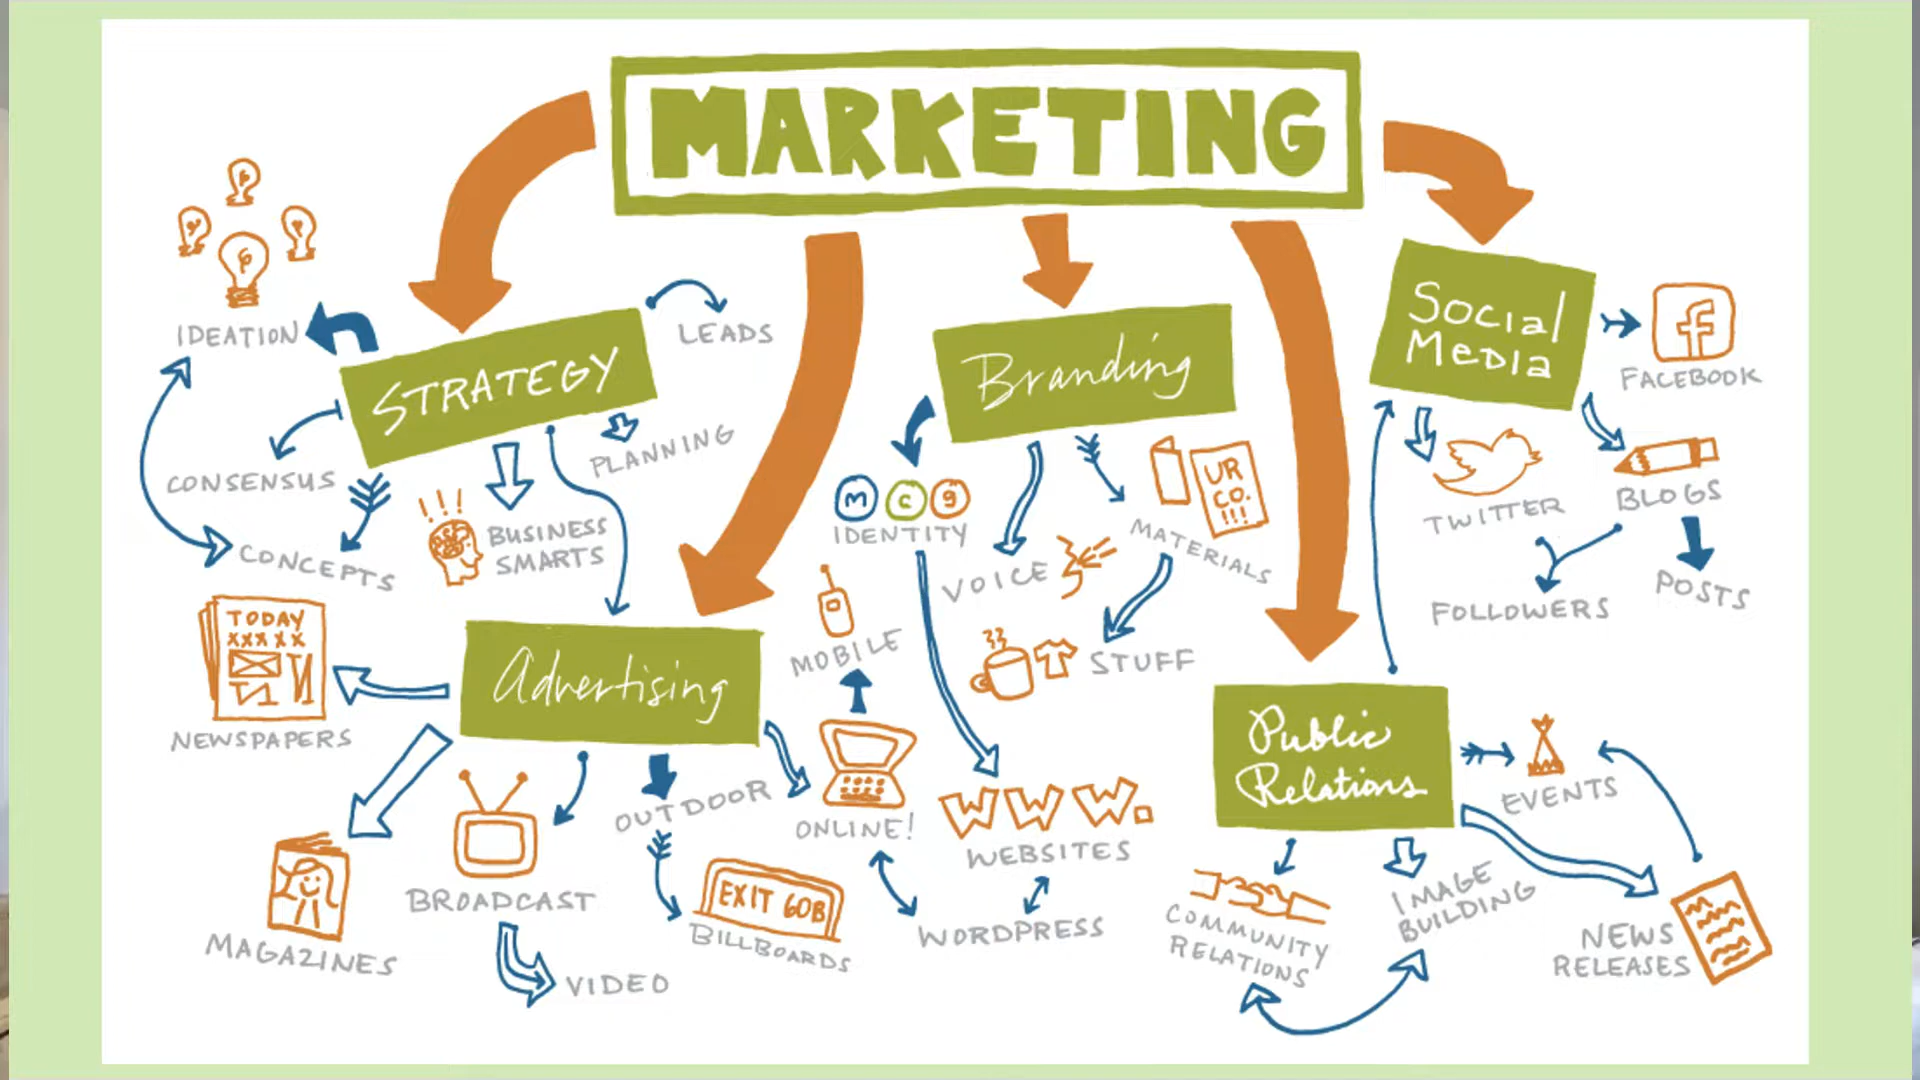 MARKETING
IDEATION
STRATEGY
LEADS
PLANNING
CONSENSUS
CONCEPTS
BUSINESS
SMARTS
Branding
m c g
IDENTITY
VOICE
UR
CO.
!!!
MATERIALS
STUFF
SOCIAL
MEDIA
f
FACEBOOK
TWITTER
BLOGS
FOLLOWERS
POSTS
!!!
TODAY
XXXXX
NEWSPAPERS
Advertising
MAGAZINES
BROADCAST
VIDEO
OUTDOOR
EXIT 60B
BILLBOARDS
MOBILE
ONLINE!
WWW.
WEBSITES
WORDPRESS
Public
Relations
EVENTS
COMMUNITY
RELATIONS
IMAGE
BUILDING
NEWS
RELEASES